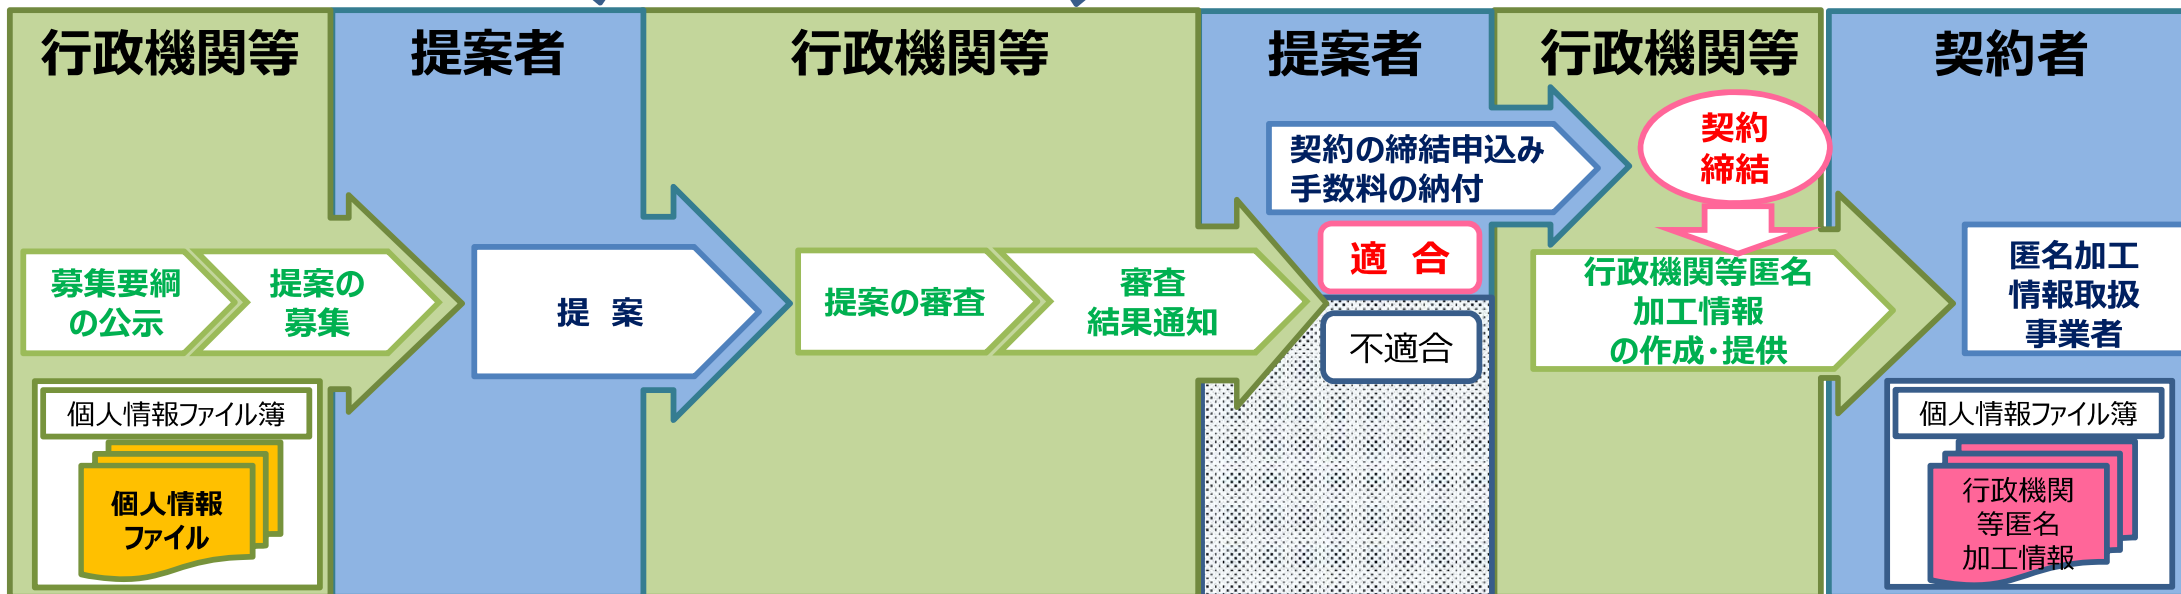 行政機関等
提案者
行政機関等
提案者
行政機関等
契約者
募集要綱
の公示
提案の
募集
個人情報ファイル簿
個人情報
ファイル
提 案
提案の審査
審査
結果通知
契約の締結申込み
手数料の納付
適 合
不適合
契約
締結
行政機関等匿名
加工情報
の作成・提供
匿名加工
情報取扱
事業者
個人情報ファイル簿
行政機関
等匿名
加工情報